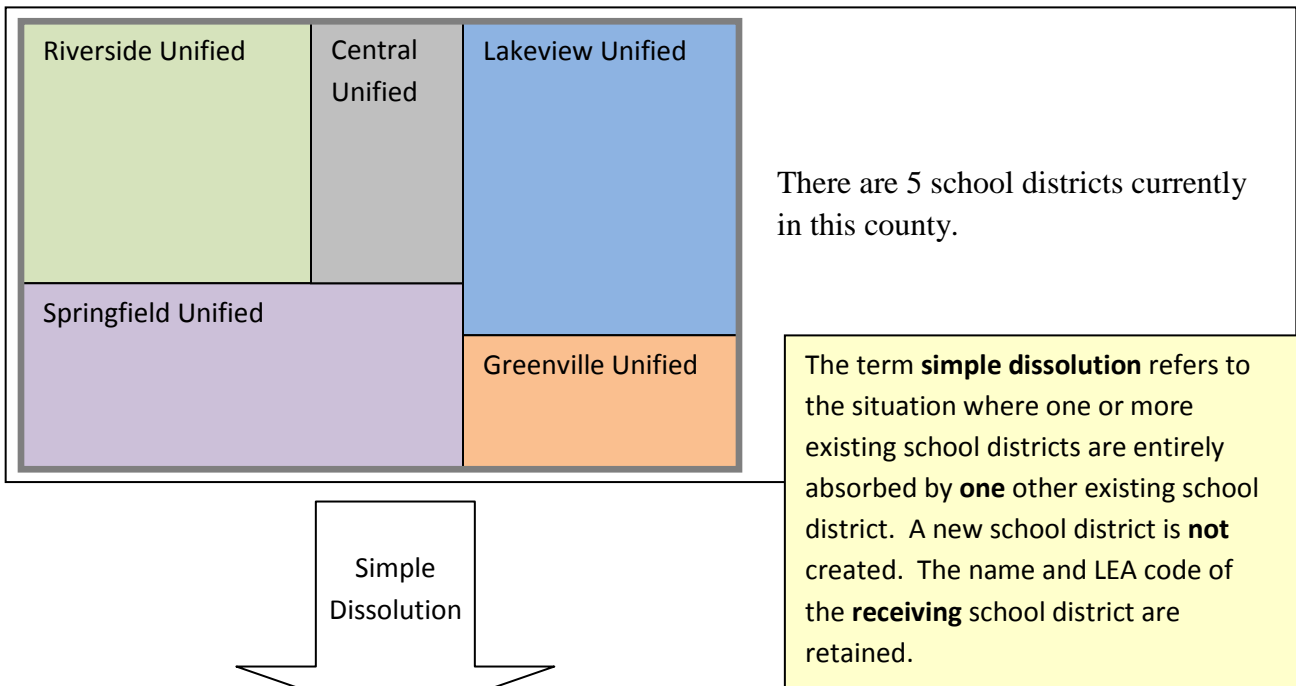 Riverside Unified
Central
Unified
Lakeview Unified
There are 5 school districts currently
in this county.
Springfield Unified
Greenville Unified
The term simple dissolution refers to
the situation where one or more
existing school districts are entirely
absorbed by one other existing school
district. A new school district is not
created. The name and LEA code of
the receiving school district are
retained.
Simple
Dissolution